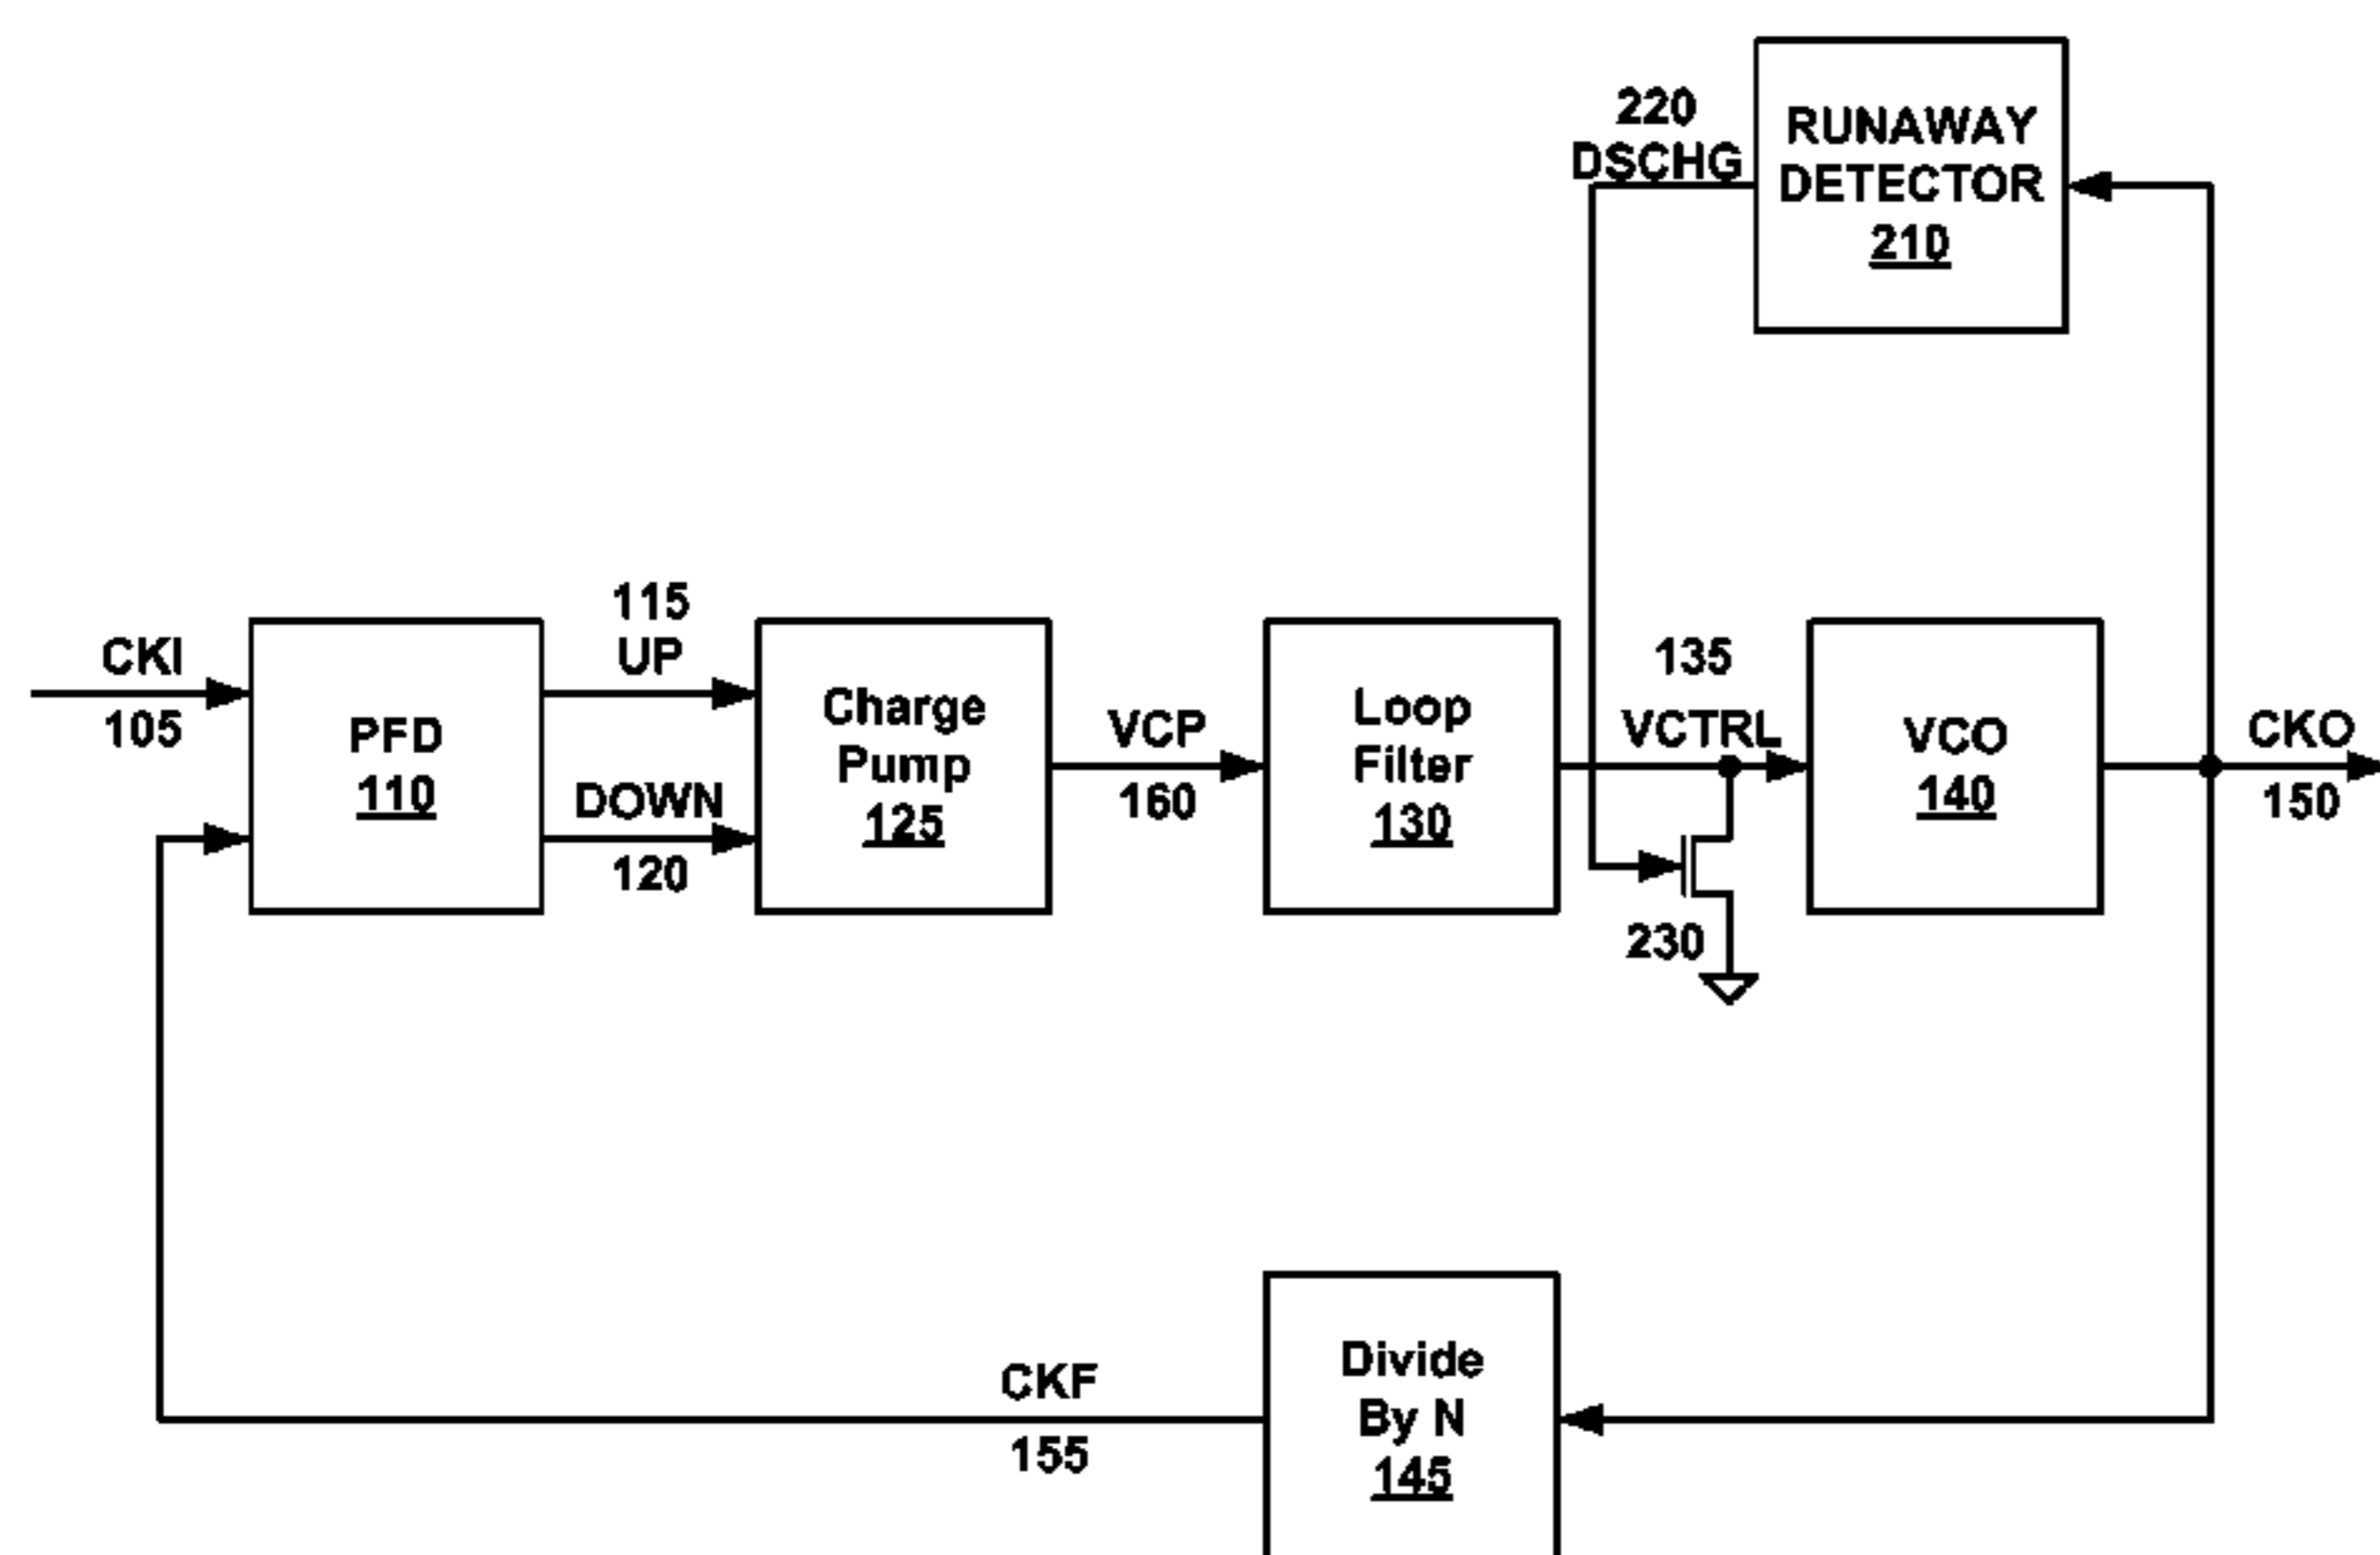 220
DSCHG
RUNAWAY
DETECTOR
210
CKI
105
PFD
110
115
UP
DOWN
120
Charge
Pump
125
VCP
160
Loop
Filter
130
135
VCTRL
230
VCO
140
CKO
150
CKF
155
Divide
By N
145